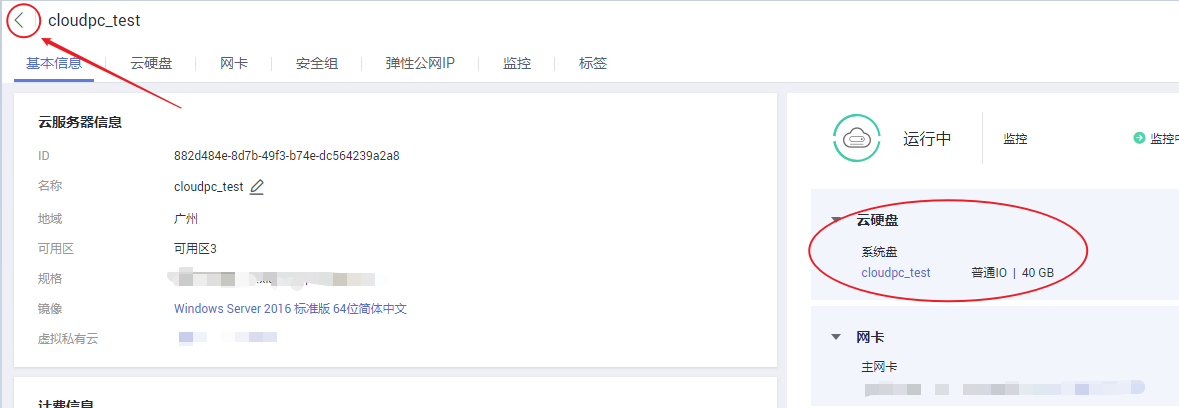 cloudpc_test
基本信息 云硬盘 网卡 安全组 弹性公网IP 监控 标签
云服务器信息
ID 882d484e-8d7b-49f3-b74e-dc564239a2a8
名称 cloudpc_test
地域 广州
可用区 可用区3
规格
镜像 Windows Server 2016 标准版 64位简体中文
虚拟私有云
计费信息
运行中 监控 监控中
云硬盘
系统盘
cloudpc_test 普通IO | 40 GB
网卡
主网卡